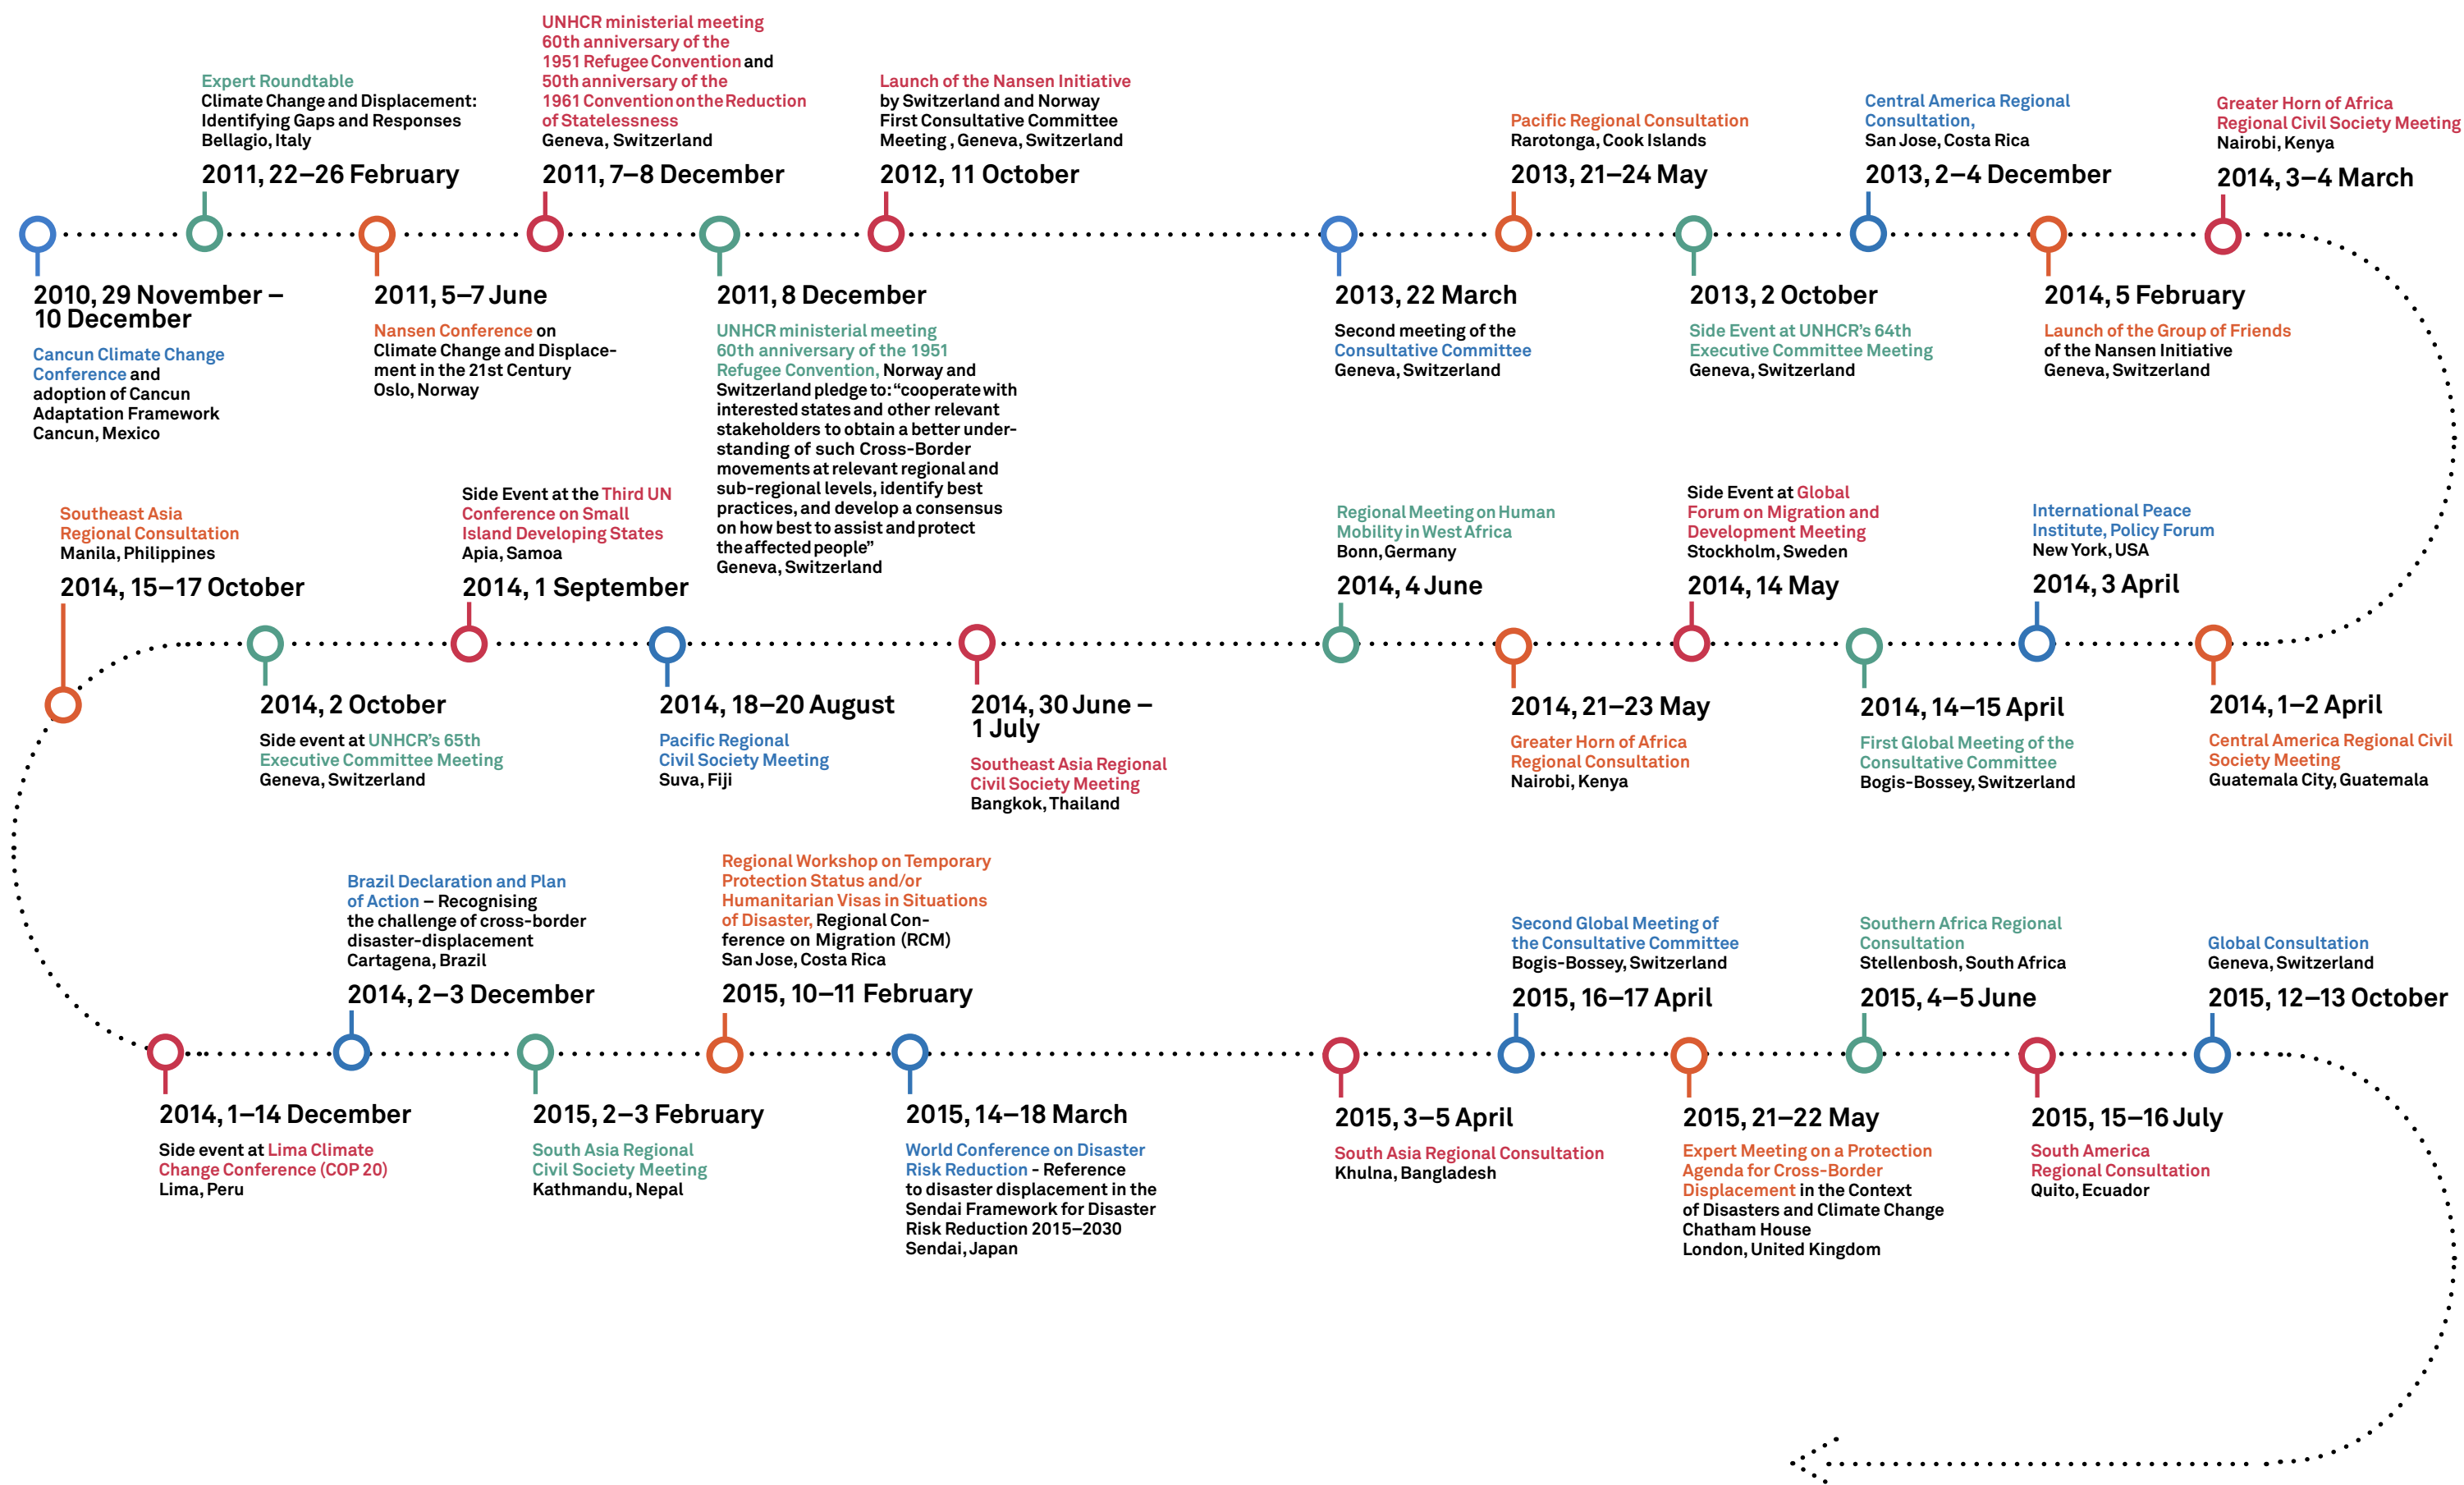 2010, 29 November –
10 December
Cancun Climate Change
Conference and
adoption of Cancun
Adaptation Framework
Cancun, Mexico
Expert Roundtable
Climate Change and Displacement:
Identifying Gaps and Responses
Bellagio, Italy
2011, 22–26 February
2011, 5–7 June
Nansen Conference on
Climate Change and Displace-
ment in the 21st Century
Oslo, Norway
UNHCR ministerial meeting
60th anniversary of the
1951 Refugee Convention and
50th anniversary of the
1961 Convention on the Reduction
of Statelessness
Geneva, Switzerland
2011, 7–8 December
2011, 8 December
UNHCR ministerial meeting
60th anniversary of the 1951
Refugee Convention, Norway and
Switzerland pledge to: “cooperate with
interested states and other relevant
stakeholders to obtain a better under-
standing of such Cross-Border
movements at relevant regional and
sub-regional levels, identify best
practices, and develop a consensus
on how best to assist and protect
the affected people”
Geneva, Switzerland
Launch of the Nansen Initiative
by Switzerland and Norway
First Consultative Committee
Meeting , Geneva, Switzerland
2012, 11 October
2013, 22 March
Second meeting of the
Consultative Committee
Geneva, Switzerland
Pacific Regional Consultation
Rarotonga, Cook Islands
2013, 21–24 May
2013, 2 October
Side Event at UNHCR’s 64th
Executive Committee Meeting
Geneva, Switzerland
Central America Regional
Consultation,
San Jose, Costa Rica
2013, 2–4 December
2014, 5 February
Launch of the Group of Friends
of the Nansen Initiative
Geneva, Switzerland
Greater Horn of Africa
Regional Civil Society Meeting
Nairobi, Kenya
2014, 3–4 March
2014, 1–2 April
Central America Regional Civil
Society Meeting
Guatemala City, Guatemala
International Peace
Institute, Policy Forum
New York, USA
2014, 3 April
2014, 14–15 April
First Global Meeting of the
Consultative Committee
Bogis-Bossey, Switzerland
Side Event at Global
Forum on Migration and
Development Meeting
Stockholm, Sweden
2014, 14 May
2014, 21–23 May
Greater Horn of Africa
Regional Consultation
Nairobi, Kenya
Regional Meeting on Human
Mobility in West Africa
Bonn, Germany
2014, 4 June
2014, 30 June –
1 July
Southeast Asia Regional
Civil Society Meeting
Bangkok, Thailand
2014, 18–20 August
Pacific Regional
Civil Society Meeting
Suva, Fiji
Side Event at the Third UN
Conference on Small
Island Developing States
Apia, Samoa
2014, 1 September
2014, 2 October
Side event at UNHCR’s 65th
Executive Committee Meeting
Geneva, Switzerland
Southeast Asia
Regional Consultation
Manila, Philippines
2014, 15–17 October
2014, 1–14 December
Side event at Lima Climate
Change Conference (COP 20)
Lima, Peru
Brazil Declaration and Plan
of Action – Recognising
the challenge of cross-border
disaster-displacement
Cartagena, Brazil
2014, 2–3 December
2015, 2–3 February
South Asia Regional
Civil Society Meeting
Kathmandu, Nepal
Regional Workshop on Temporary
Protection Status and/or
Humanitarian Visas in Situations
of Disaster, Regional Con-
ference on Migration (RCM)
San Jose, Costa Rica
2015, 10–11 February
2015, 14–18 March
World Conference on Disaster
Risk Reduction - Reference
to disaster displacement in the
Sendai Framework for Disaster
Risk Reduction 2015–2030
Sendai, Japan
2015, 3–5 April
South Asia Regional Consultation
Khulna, Bangladesh
Second Global Meeting of
the Consultative Committee
Bogis-Bossey, Switzerland
2015, 16–17 April
2015, 21–22 May
Expert Meeting on a Protection
Agenda for Cross-Border
Displacement in the Context
of Disasters and Climate Change
Chatham House
London, United Kingdom
Southern Africa Regional
Consultation
Stellenbosh, South Africa
2015, 4–5 June
2015, 15–16 July
South America
Regional Consultation
Quito, Ecuador
Global Consultation
Geneva, Switzerland
2015, 12–13 October